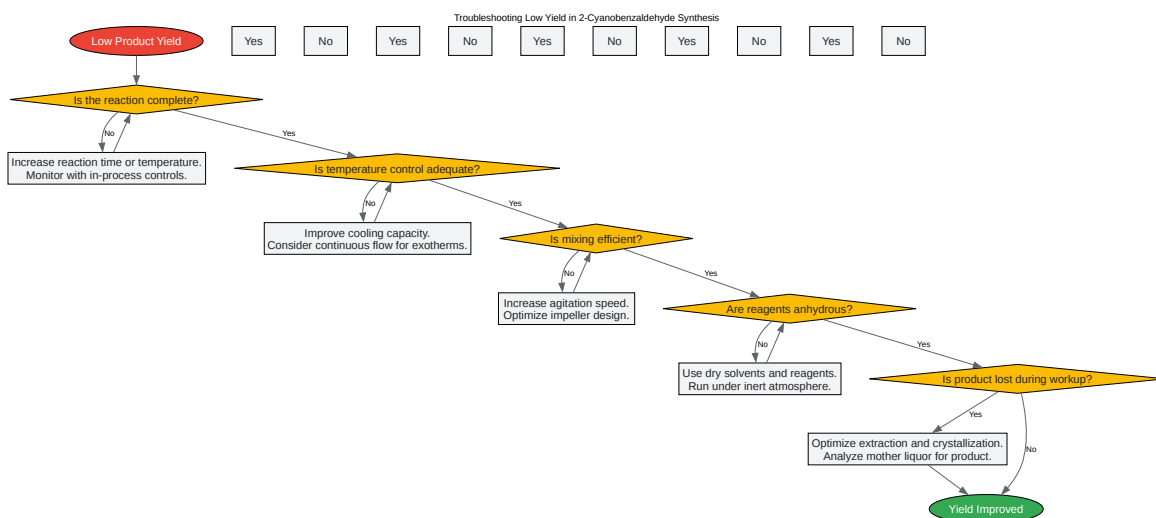 Troubleshooting Low Yield in 2-Cyanobenzaldehyde Synthesis
Low Product Yield
Yes
No
Yes
No
Yes
No
Yes
No
Yes
No
Is the reaction complete?
No
Yes
Increase reaction time or temperature.
Monitor with in-process controls.
Is temperature control adequate?
No
Yes
Improve cooling capacity.
Consider continuous flow for exotherms.
Is mixing efficient?
No
Yes
Increase agitation speed.
Optimize impeller design.
Are reagents anhydrous?
No
Yes
Use dry solvents and reagents.
Run under inert atmosphere.
Is product lost during workup?
Yes
No
Optimize extraction and crystallization.
Analyze mother liquor for product.
Yield Improved